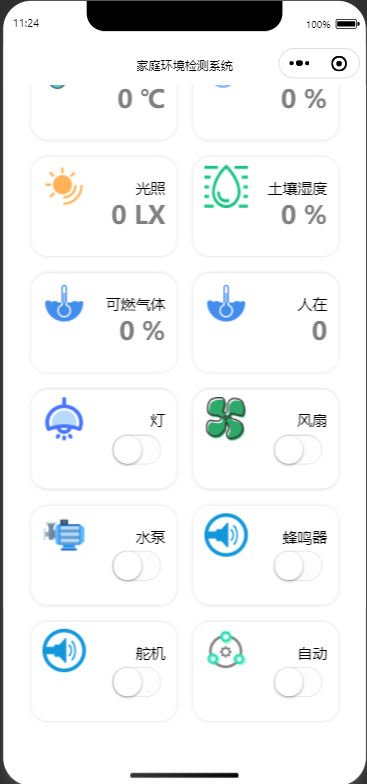 11:24
100%
家庭环境检测系统
0 ℃
0 %
光照
0 LX
土壤湿度
0 %
可燃气体
0 %
人在
0
灯
风扇
水泵
蜂鸣器
舵机
自动